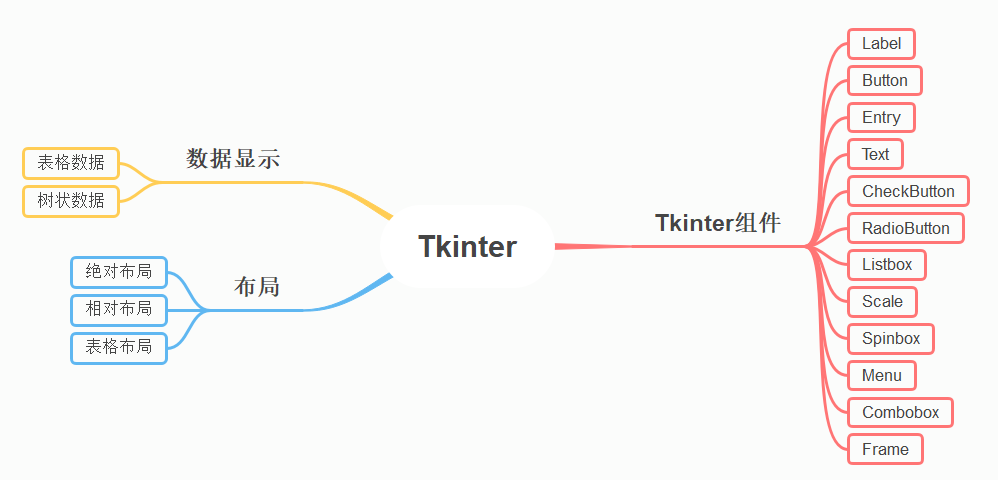 Tkinter
数据显示
表格数据
树状数据
布局
绝对布局
相对布局
表格布局
Tkinter组件
Label
Button
Entry
Text
CheckButton
RadioButton
Listbox
Scale
Spinbox
Menu
Combobox
Frame